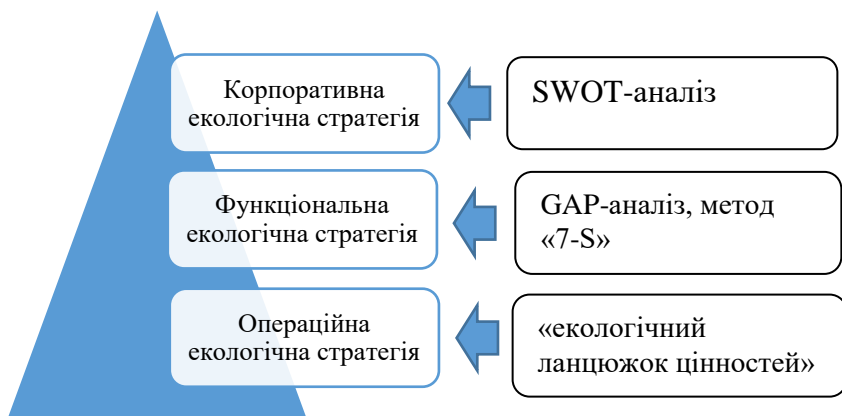 Корпоративна
екологічна стратегія
SWOT-аналіз
Функціональна
екологічна стратегія
GAP-аналіз, метод
«7-S»
Операційна
екологічна стратегія
«екологічний
ланцюжок цінностей»